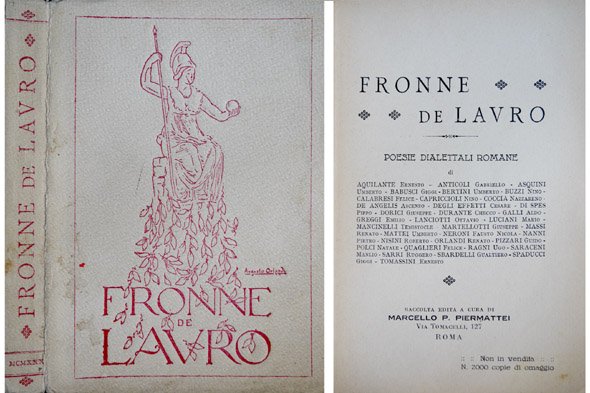 FRONNE DE LAVRO
MCMXXX
FRONNE
DE
LAVRO
FRONNE
DE LAVRO
POESIE DIALETTALI ROMANE
di
AQUILANTE ERNESTO - ANTICOLI GABRIELLO - ASQUINI
UMBERTO - BABUSCI GIGGI - BERTINI UMBERTO - BUZZI NINO -
CALABRESI FELICE - CAPRICCIOLI NINO - COCCIA NAZZARENO -
DE ANGELIS ASCENZO - DEGLI EFFETTI CESARE - DI SPES
PIPPO - DORICI GIUSEPPE - DURANTE CHECCO - GALLI ALDO -
GREGGI EMILIO - LANCIOTTI OTTAVIO - LUCIANI MARIO -
MANCINELLI TEMISTOCLE - MARTELLOTTI GIUSEPPE - MASSI
RENATO - MATTEI UMBERTO - NERONI FAUSTO NICOLA - NANNI
PIETRO - NISINI ROBERTO - ORLANDI RENATO - PIZZARI GUIDO -
POLCI NATALE - QUAGLIERI FELICE - RAGNI UGO - SARACENI
MANLIO - SARRI RUGGERO - SBARDELLI GUALTIERO - SPADUCCI
GIGGI - TOMASSINI ERNESTO
RACCOLTA EDITA A CURA DI
MARCELLO P. PIERMATTEI
VIA TOMACELLI, 127
ROMA
:: :: Non in vendita :: ::
N. 2000 copie di omaggio